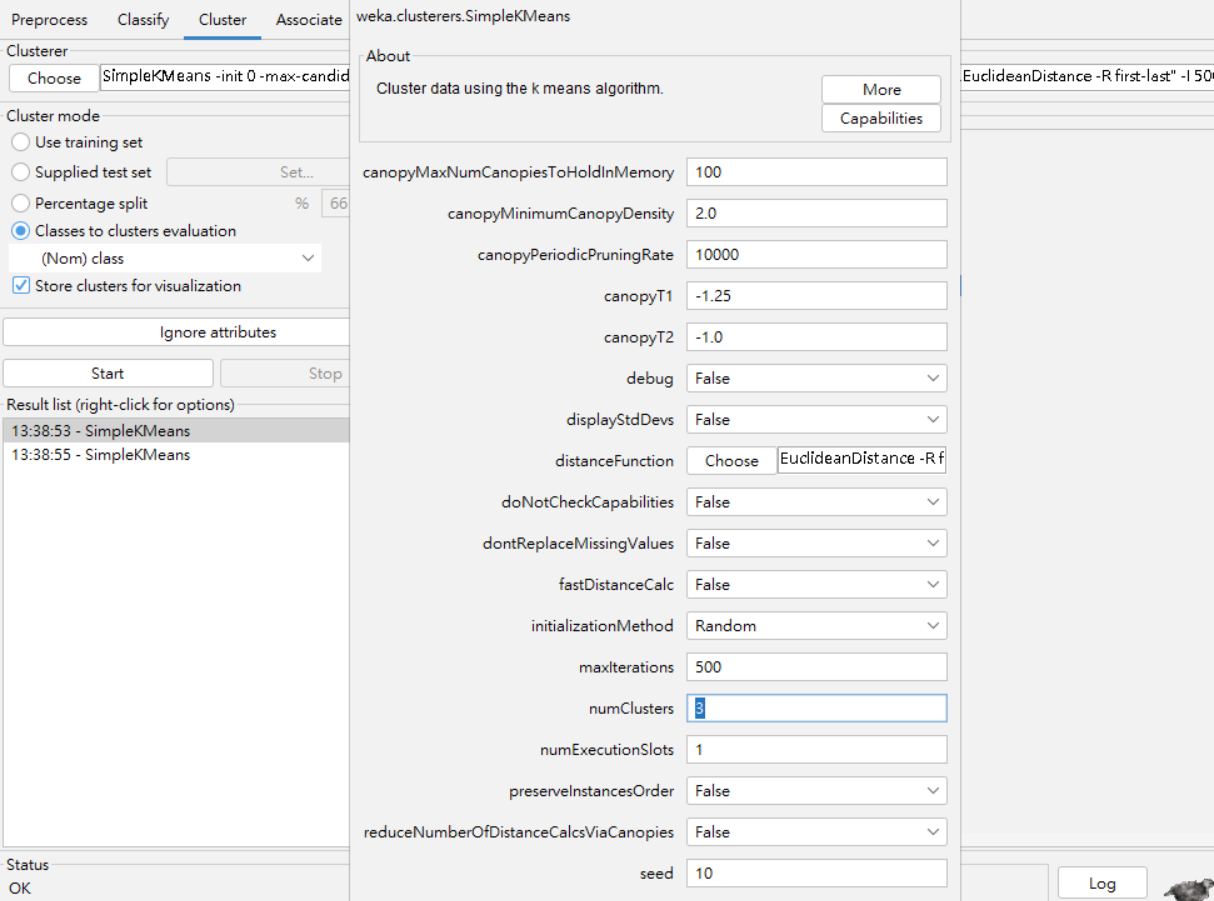 Preprocess Classify Cluster Associate
Clusterer
Choose SimpleKMeans -init 0 -max-candid
Cluster mode
Use training set
Supplied test set Set...
Percentage split % 66
Classes to clusters evaluation
(Nom) class
Store clusters for visualization
Ignore attributes
Start Stop
Result list (right-click for options)
13:38:53 - SimpleKMeans
13:38:55 - SimpleKMeans
Status
OK
weka.clusterers.SimpleKMeans
About
Cluster data using the k means algorithm.
More
Capabilities
canopyMaxNumCanopiesToHoldInMemory 100
canopyMinimumCanopyDensity 2.0
canopyPeriodicPruningRate 10000
canopyT1 -1.25
canopyT2 -1.0
debug False
displayStdDevs False
distanceFunction Choose EuclideanDistance -R f
doNotCheckCapabilities False
dontReplaceMissingValues False
fastDistanceCalc False
initializationMethod Random
maxIterations 500
numClusters 3
numExecutionSlots 1
preserveInstancesOrder False
reduceNumberOfDistanceCalcsViaCanopies False
seed 10
.EuclideanDistance -R first-last" -I 500
Log